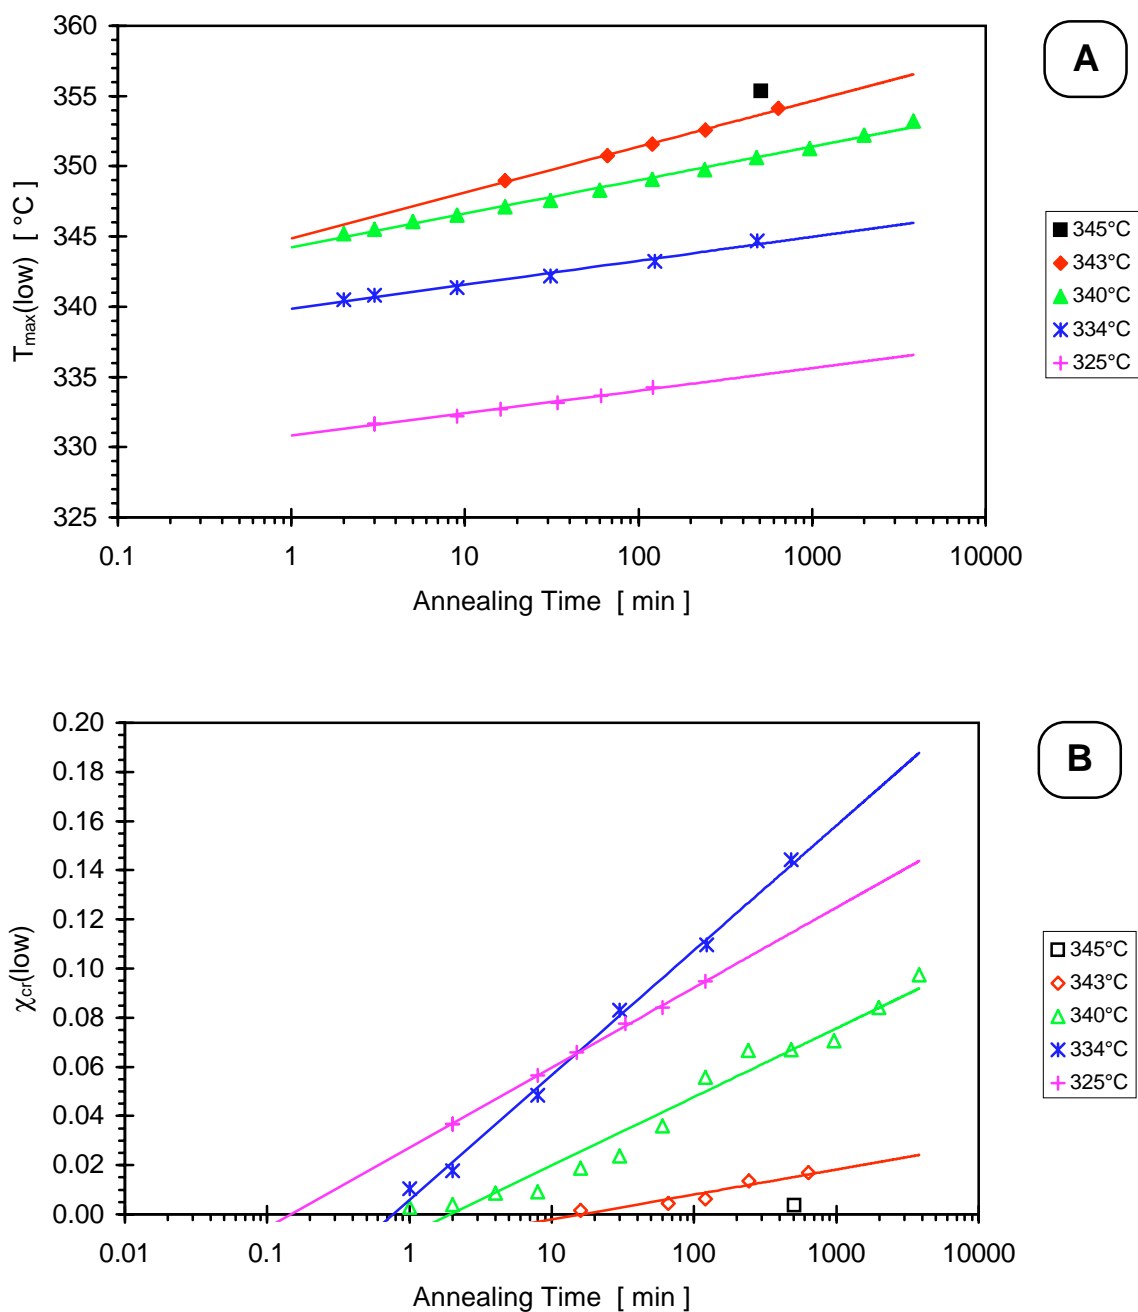 360
355
350
345
340
335
330
325
Tmax(low) [ °C ]
0.1 1 10 100 1000 10000
Annealing Time [ min ]
A
345°C
343°C
340°C
334°C
325°C
0.20
0.18
0.16
0.14
0.12
0.10
0.08
0.06
0.04
0.02
0.00
χcr(low)
0.01 0.1 1 10 100 1000 10000
Annealing Time [ min ]
B
345°C
343°C
340°C
334°C
325°C